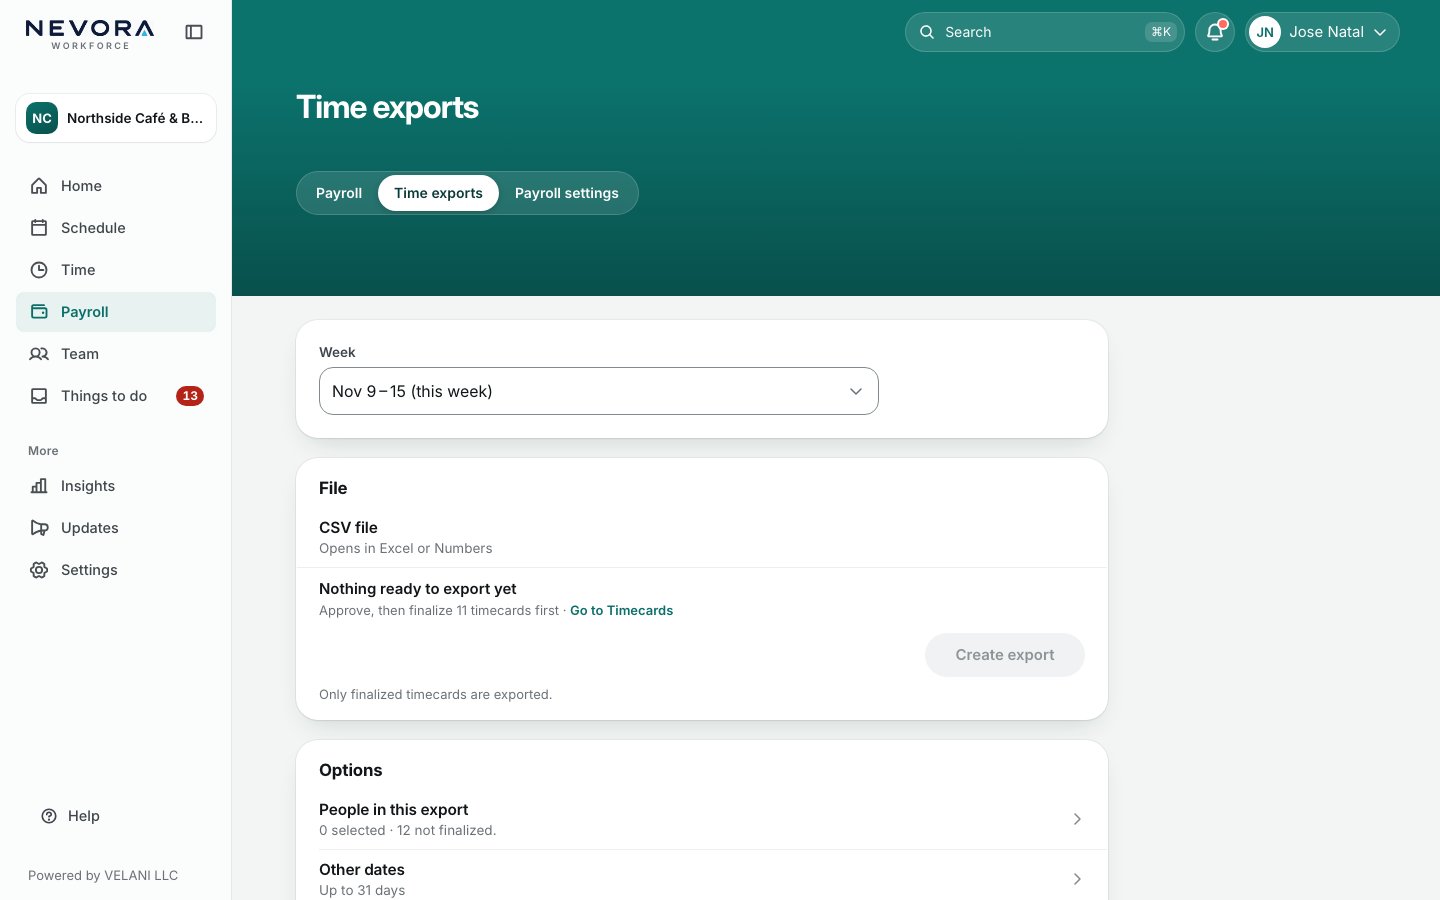 NEVORA
WORKFORCE
Search
⌘K
JN
Jose Natal
NC
Northside Café & B...
Time exports
Home
Schedule
Time
Payroll
Team
Things to do
13
More
Insights
Updates
Settings
Help
Powered by VELANI LLC
Payroll
Time exports
Payroll settings
Week
Nov 9 – 15 (this week)
File
CSV file
Opens in Excel or Numbers
Nothing ready to export yet
Approve, then finalize 11 timecards first · Go to Timecards
Create export
Only finalized timecards are exported.
Options
People in this export
0 selected · 12 not finalized.
Other dates
Up to 31 days